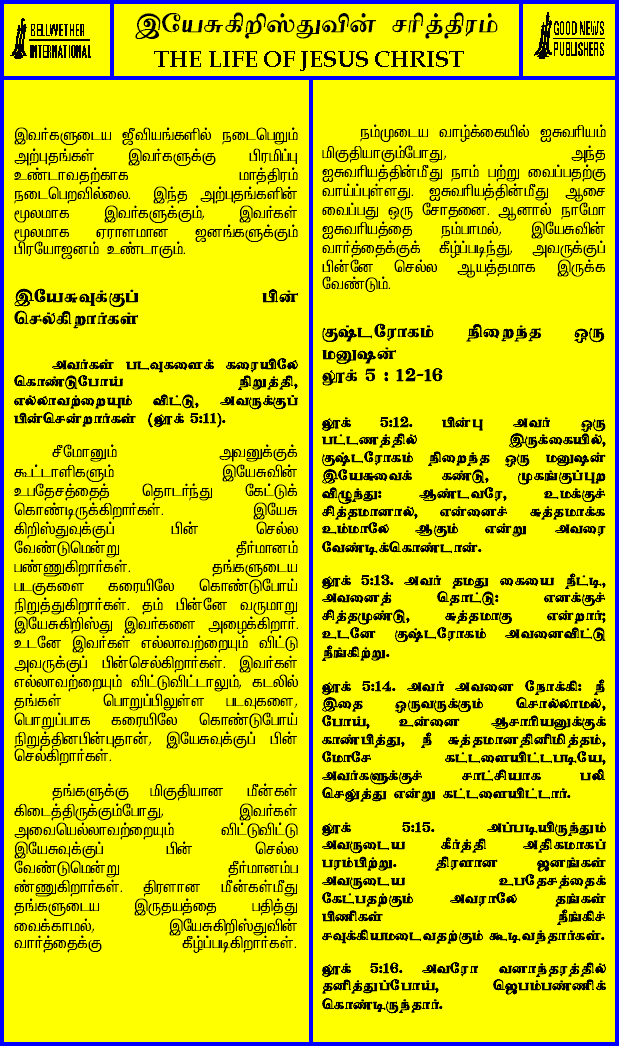 BELLWETHER
INTERNATIONAL
இயேசுகிறிஸ்துவின் சரித்திரம்
THE LIFE OF JESUS CHRIST
GOOD NEWS
PUBLISHERS
இவர்களுடைய ஜீவியங்களில் நடைபெறும்
அற்புதங்கள் இவர்களுக்கு பிரமிப்பு
உண்டாவதற்காக மாத்திரம்
நடைபெறவில்லை. இந்த அற்புதங்களின்
மூலமாக இவர்களுக்கும், இவர்கள்
மூலமாக ஏராளமான ஜனங்களுக்கும்
பிரயோஜனம் உண்டாகும்.
இயேசுவுக்குப் பின்
செல்கிறார்கள்
அவர்கள் படவுகளைக் கரையிலே
கொண்டுபோய் நிறுத்தி,
எல்லாவற்றையும் விட்டு, அவருக்குப்
பின்சென்றார்கள் (லூக் 5:11).
சீமோனும் அவனுக்குக்
கூட்டாளிகளும் இயேசுவின்
உபதேசத்தைத் தொடர்ந்து கேட்டுக்
கொண்டிருக்கிறார்கள். இயேசு
கிறிஸ்துவுக்குப் பின் செல்ல
வேண்டுமென்று தீர்மானம்
பண்ணுகிறார்கள். தங்களுடைய
படகுகளை கரையிலே கொண்டுபோய்
நிறுத்துகிறார்கள். தம் பின்னே வருமாறு
இயேசுகிறிஸ்து இவர்களை அழைக்கிறார்.
உடனே இவர்கள் எல்லாவற்றையும் விட்டு
அவருக்குப் பின்செல்கிறார்கள். இவர்கள்
எல்லாவற்றையும் விட்டுவிட்டாலும், கடலில்
தங்கள் பொறுப்பிலுள்ள படவுகளை,
பொறுப்பாக கரையிலே கொண்டுபோய்
நிறுத்தினபின்புதான், இயேசுவுக்குப் பின்
செல்கிறார்கள்.
தங்களுக்கு மிகுதியான மீன்கள்
கிடைத்திருக்கும்போது, இவர்கள்
அவையெல்லாவற்றையும் விட்டுவிட்டு
இயேசுவுக்குப் பின் செல்ல
வேண்டுமென்று தீர்மானம்ப
ண்ணுகிறார்கள். திரளான மீன்கள்மீது
தங்களுடைய இருதயத்தை பதித்து
வைக்காமல், இயேசுகிறிஸ்துவின்
வார்த்தைக்கு கீழ்ப்படிகிறார்கள்.
நம்முடைய வாழ்க்கையில் ஐசுவரியம்
மிகுதியாகும்போது, அந்த
ஐசுவரியத்தின்மீது நாம் பற்று வைப்பதற்கு
வாய்ப்புள்ளது. ஐசுவரியத்தின்மீது ஆசை
வைப்பது ஒரு சோதனை. ஆனால் நாமோ
ஐசுவரியத்தை நம்பாமல், இயேசுவின்
வார்த்தைக்குக் கீழ்ப்படிந்து, அவருக்குப்
பின்னே செல்ல ஆயத்தமாக இருக்க
வேண்டும்.
குஷ்டரோகம் நிறைந்த ஒரு
மனுஷன்
லூக் 5 : 12-16
லூக் 5:12. பின்பு அவர் ஒரு
பட்டணத்தில் இருக்கையில்,
குஷ்டரோகம் நிறைந்த ஒரு மனுஷன்
இயேசுவைக் கண்டு, முகங்குப்புற
விழுந்து: ஆண்டவரே, உமக்குச்
சித்தமானால், என்னைச் சுத்தமாக்க
உம்மாலே ஆகும் என்று அவரை
வேண்டிக்கொண்டான்.
லூக் 5:13. அவர் தமது கையை நீட்டி,
அவனைத் தொட்டு: எனக்குச்
சித்தமுண்டு, சுத்தமாகு என்றார்;
உடனே குஷ்டரோகம் அவனைவிட்டு
நீங்கிற்று.
லூக் 5:14. அவர் அவனை நோக்கி: நீ
இதை ஒருவருக்கும் சொல்லாமல்,
போய், உன்னை ஆசாரியனுக்குக்
காண்பித்து, நீ சுத்தமானதினிமித்தம்,
மோசே கட்டளையிட்டபடியே,
அவர்களுக்குச் சாட்சியாக பலி
செலுத்து என்று கட்டளையிட்டார்.
லூக் 5:15. அப்படியிருந்தும்
அவருடைய கீர்த்தி அதிகமாகப்
பரம்பிற்று. திரளான ஜனங்கள்
அவருடைய உபதேசத்தைக்
கேட்பதற்கும் அவராலே தங்கள்
பிணிகள் நீங்கிச்
சவுக்கியமடைவதற்கும் கூடிவந்தார்கள்.
லூக் 5:16. அவரோ வனாந்தரத்தில்
தனித்துப்போய், ஜெபம்பண்ணிக்
கொண்டிருந்தார்.